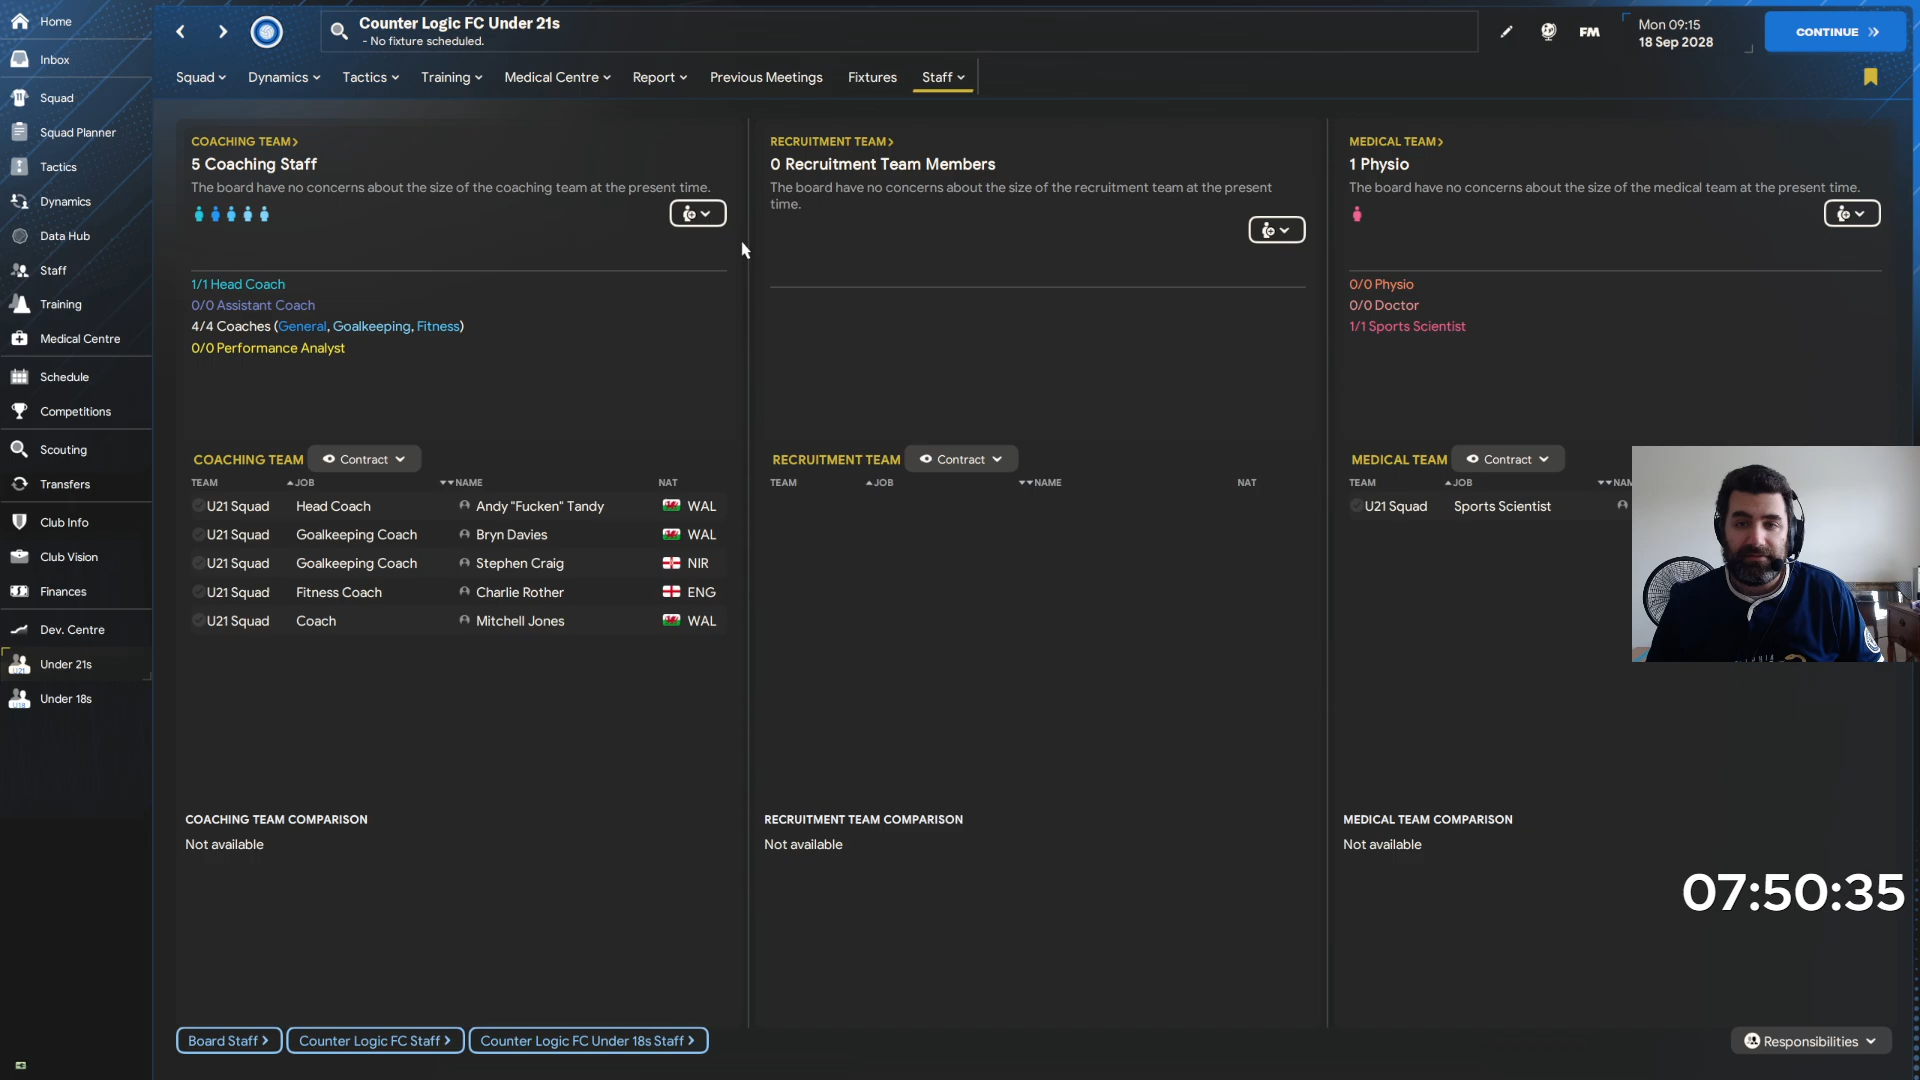 Home
Inbox
Squad
Squad Planner
Tactics
Dynamics
Data Hub
Staff
Training
Medical Centre
Schedule
Competitions
Scouting
Transfers
Club Info
Club Vision
Finances
Dev. Centre
Under 21s
Under 18s
Counter Logic FC Under 21s
- No fixture scheduled.
FM
Mon 09:15
18 Sep 2028
CONTINUE
Squad Dynamics Tactics Training Medical Centre Report Previous Meetings Fixtures Staff
COACHING TEAM
5 Coaching Staff
The board have no concerns about the size of the coaching team at the present time.
1/1 Head Coach
0/0 Assistant Coach
4/4 Coaches (General, Goalkeeping, Fitness)
0/0 Performance Analyst
COACHING TEAM Contract
TEAM JOB NAME NAT
U21 Squad Head Coach Andy "Fucken" Tandy WAL
U21 Squad Goalkeeping Coach Bryn Davies WAL
U21 Squad Goalkeeping Coach Stephen Craig NIR
U21 Squad Fitness Coach Charlie Rother ENG
U21 Squad Coach Mitchell Jones WAL
COACHING TEAM COMPARISON
Not available
RECRUITMENT TEAM
0 Recruitment Team Members
The board have no concerns about the size of the recruitment team at the present
time.
RECRUITMENT TEAM Contract
TEAM JOB NAME NAT
RECRUITMENT TEAM COMPARISON
Not available
MEDICAL TEAM
1 Physio
The board have no concerns about the size of the medical team at the present time.
0/0 Physio
0/0 Doctor
1/1 Sports Scientist
MEDICAL TEAM Contract
TEAM JOB
U21 Squad Sports Scientist
MEDICAL TEAM COMPARISON
Not available
07:50:35
Board Staff Counter Logic FC Staff Counter Logic FC Under 18s Staff
Responsibilities